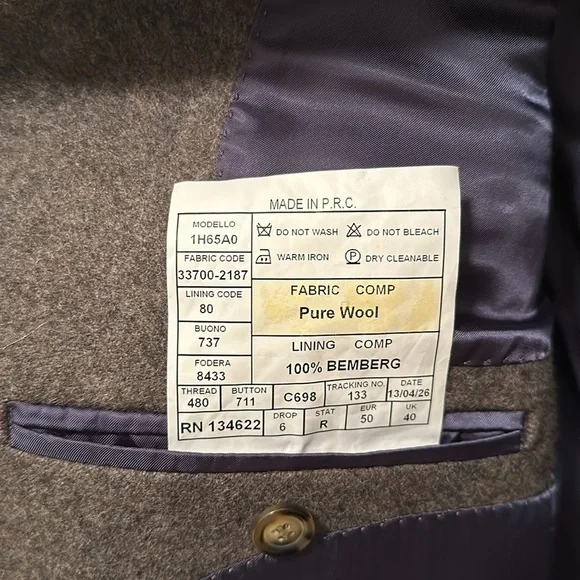 MADE IN P.R.C.
MODELLO
1H65A0
DO NOT WASH
DO NOT BLEACH
FABRIC CODE
33700-2187
WARM IRON
P DRY CLEANABLE
LINING CODE
80
FABRIC COMP
Pure Wool
BUONO
737
LINING COMP
100% BEMBERG
FODERA
8433
THREAD
480
BUTTON
711
C698
TRACKING NO.
133
DATE
13/04/26
RN 134622
DROP
6
STAT
R
EUR
50
UK
40